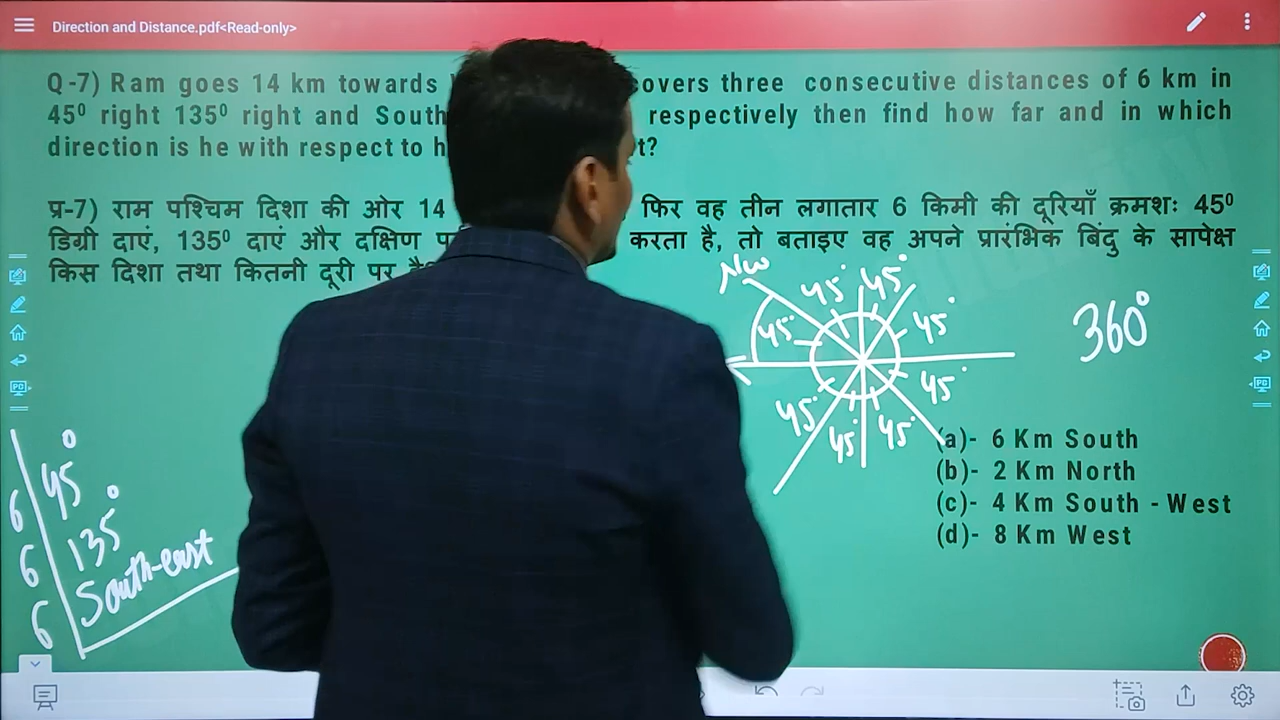 Direction and Distance.pdf<Read-only>
Q-7) Ram goes 14 km towards overs three consecutive distances of 6 km in
45⁰ right 135⁰ right and South respectively then find how far and in which
direction is he with respect to h t?
प्र-7) राम पश्चिम दिशा की ओर 14 फिर वह तीन लगातार 6 किमी की दूरियाँ क्रमशः 45⁰
डिग्री दाएं, 135⁰ दाएं और दक्षिण करता है, तो बताइए वह अपने प्रारंभिक बिंदु के सापेक्ष
किस दिशा तथा कितनी दूरी पर
NW 45° 45°
45° 45° 360°
45° 45° 45° 45°
(a)- 6 Km South
(b)- 2 Km North
(c)- 4 Km South - West
(d)- 8 Km West
6 45°
6 135°
6 South-east